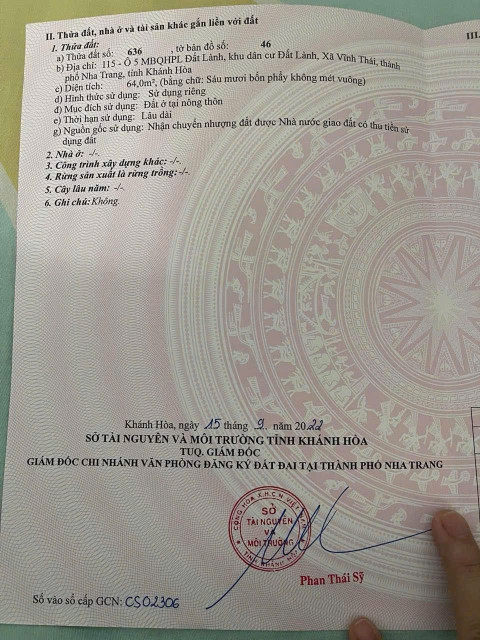 II. Thửa đất, nhà ở và tài sản khác gắn liền với đất
III.
1. Thửa đất:
a) Thửa đất số: 636 , tờ bản đồ số: 46
b) Địa chỉ: 115 - Ô 5 MBQHPL Đất Lành, khu dân cư Đất Lành, Xã Vĩnh Thái, thành
phố Nha Trang, tỉnh Khánh Hòa
c) Diện tích: 64,0m², (bằng chữ: Sáu mươi bốn phẩy không mét vuông)
d) Hình thức sử dụng: Sử dụng riêng
đ) Mục đích sử dụng: Đất ở tại nông thôn
e) Thời hạn sử dụng: Lâu dài
g) Nguồn gốc sử dụng: Nhận chuyển nhượng đất được Nhà nước giao đất có thu tiền sử
dụng đất
2. Nhà ở: -/-
3. Công trình xây dựng khác: -/-
4. Rừng sản xuất là rừng trồng:-/-
5. Cây lâu năm: -/-
6. Ghi chú:Không.
Khánh Hòa, ngày 15 tháng 9. năm 2022
SỞ TÀI NGUYÊN VÀ MÔI TRƯỜNG TỈNH KHÁNH HÒA
TUQ. GIÁM ĐỐC
GIÁM ĐỐC CHI NHÁNH VĂN PHÒNG ĐĂNG KÝ ĐẤT ĐAI TẠI THÀNH PHỐ NHA TRANG
CỘNG HÒA X.H.C.N VIỆT NAM
SỞ
TÀI NGUYÊN
VÀ
MÔI TRƯỜNG
TỈNH KHÁNH HÒA
Phan Thái Sỹ
Số vào sổ cấp GCN: CS02306